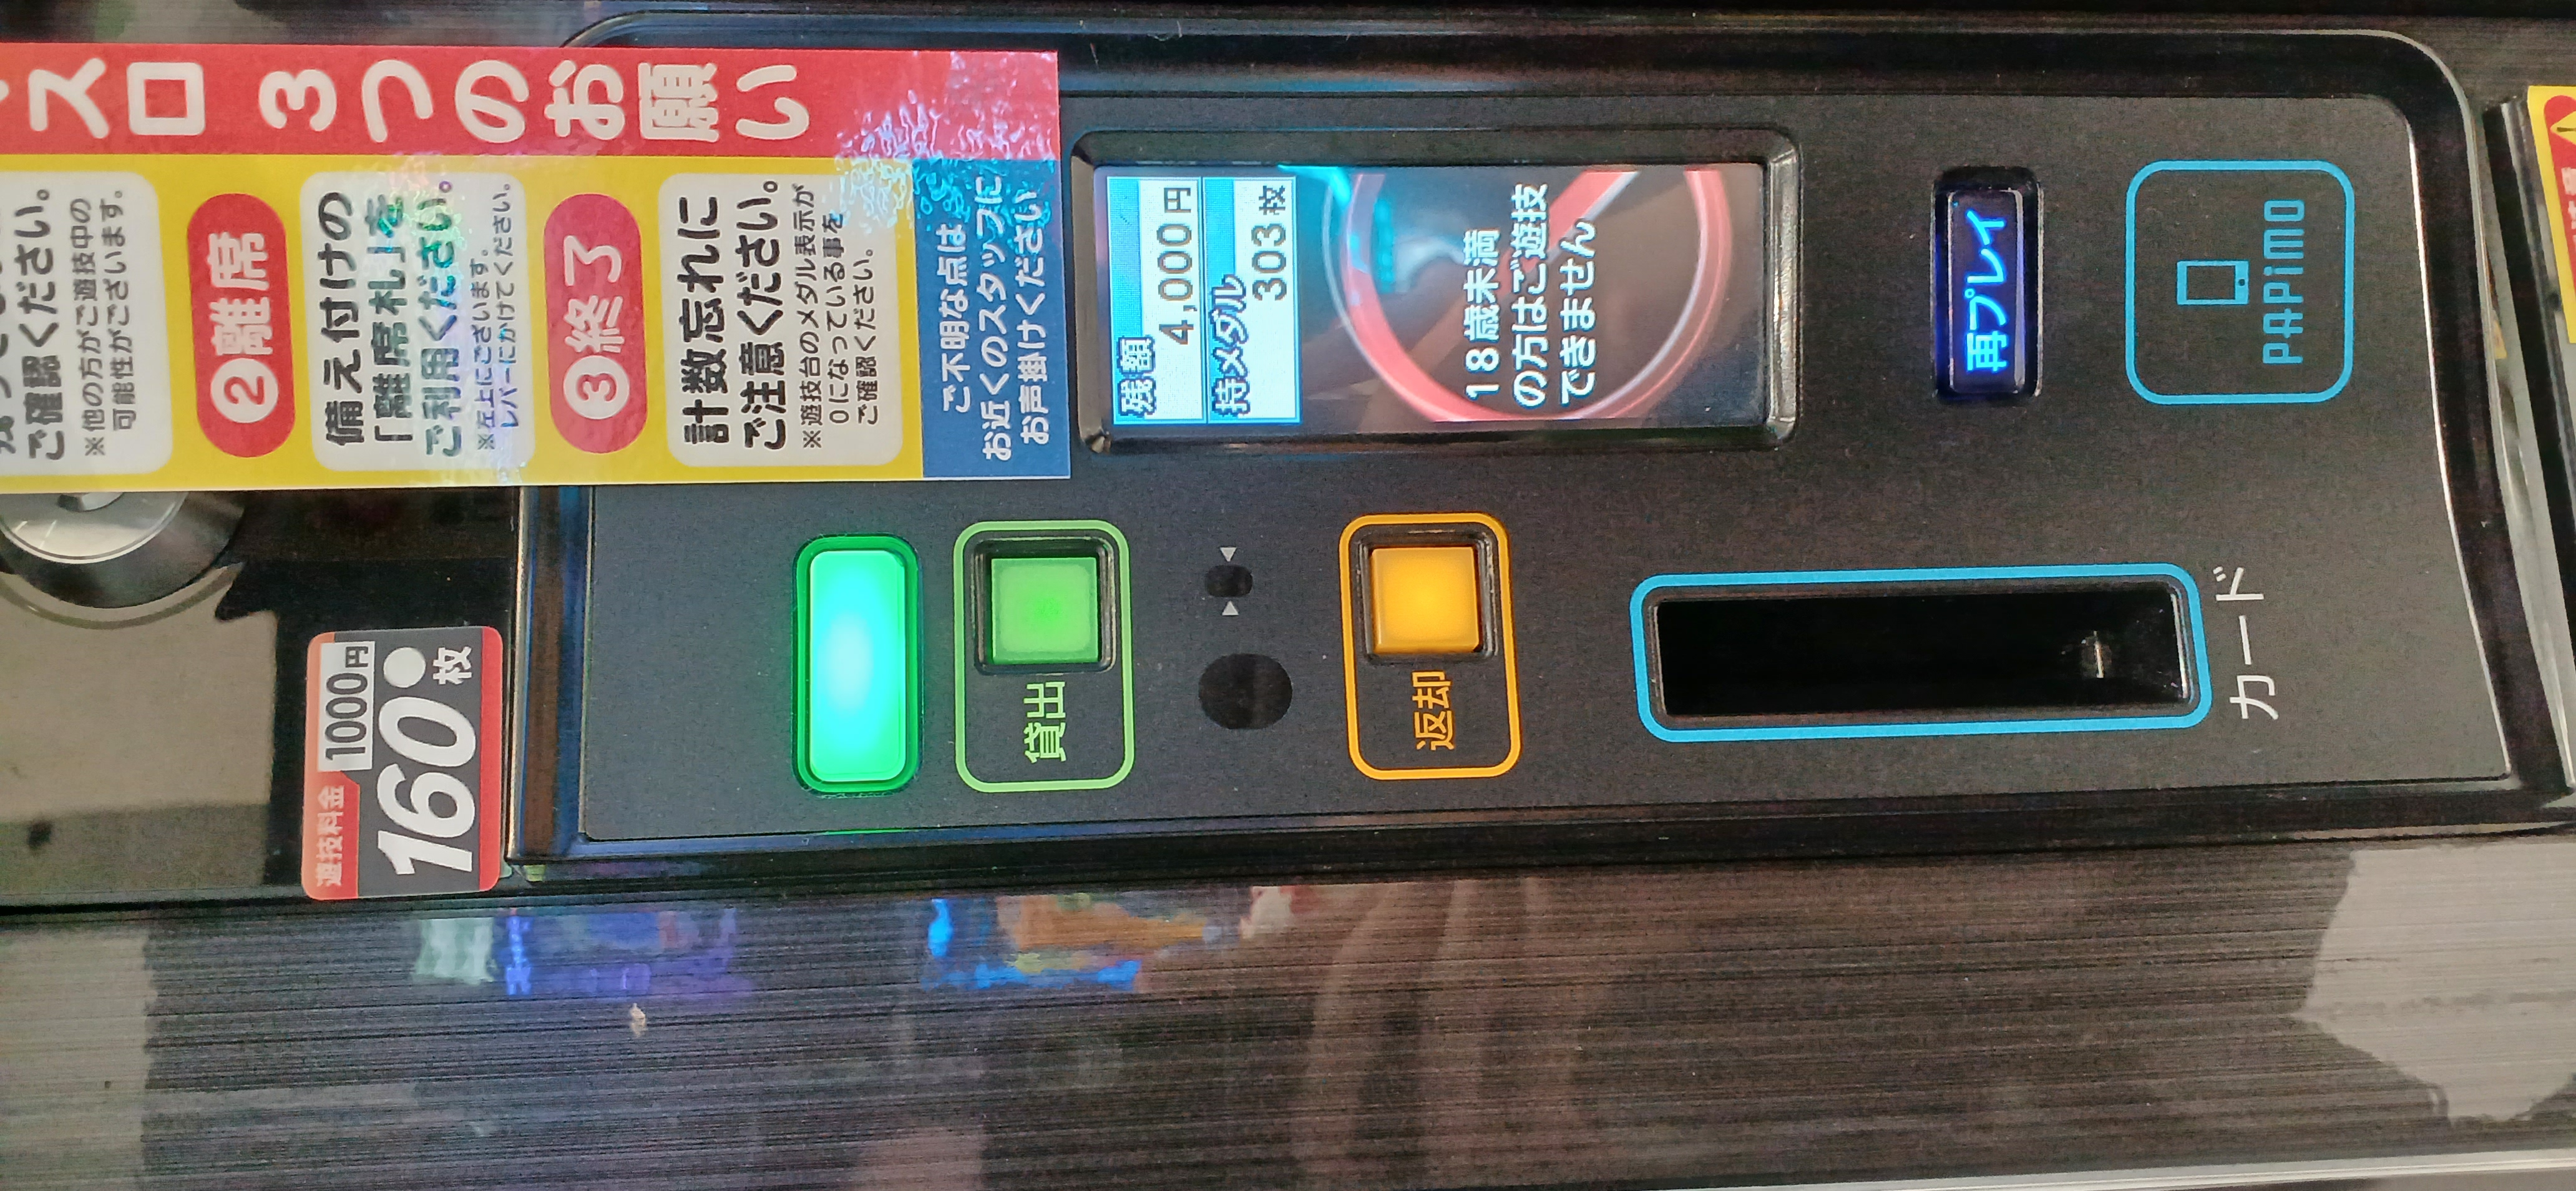 スロ 3つのお願い
ご確認ください。
※他の方がご遊技中の
可能性がございます。
②離席
備え付けの
「離席札」を
ご利用ください。
※左上にございます。
レバーにかけてください。
③終了
計数忘れに
ご注意ください。
※遊技台のメダル表示が
0になっている事を
ご確認ください。
ご不明な点は
お近くのスタッフに
お声掛けください
遊技料金
1000円
160枚
残額
4,000円
持メダル
303枚
18歳未満
の方はご遊技
できません
貸出
返却
再プレイ
PAPIMO
カード